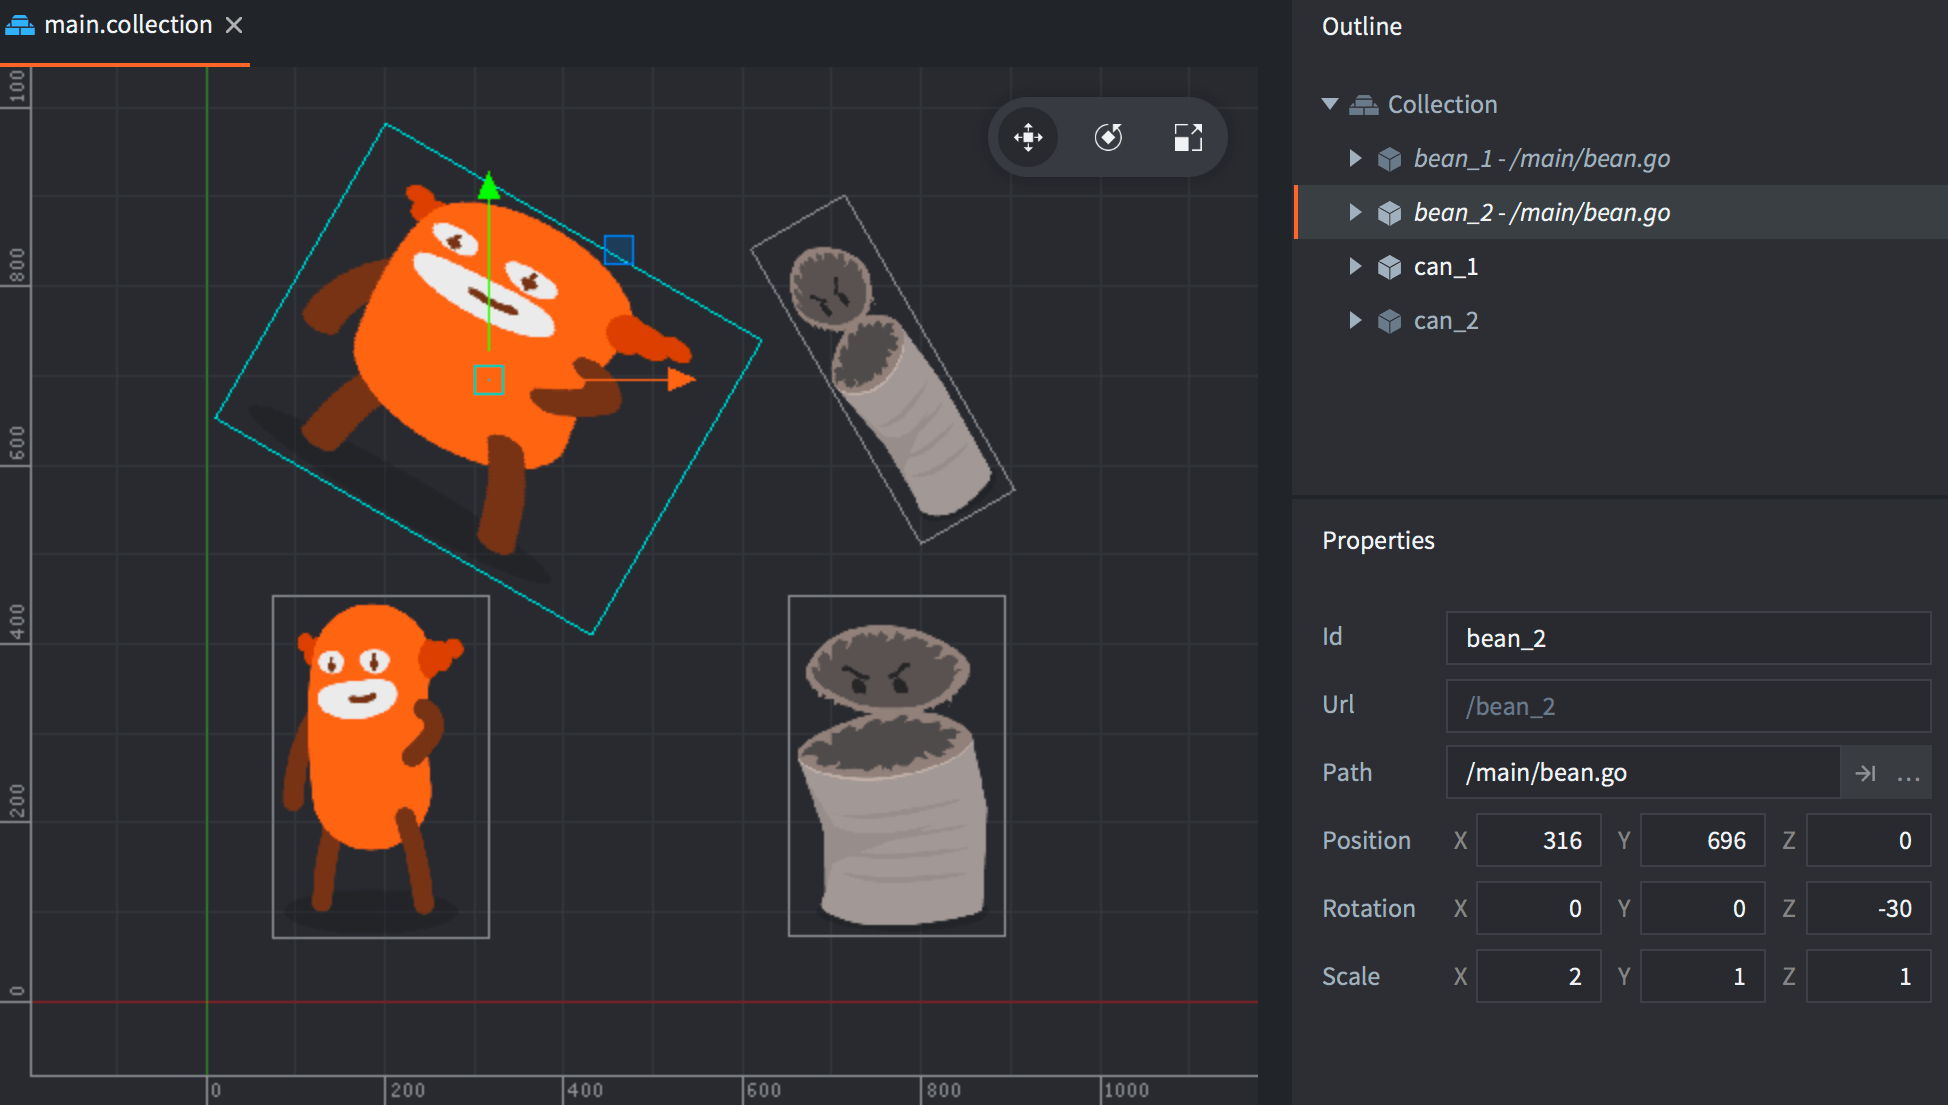 main.collection
Outline
Collection
bean_1 - /main/bean.go
bean_2 - /main/bean.go
can_1
can_2
Properties
Id bean_2
Url /bean_2
Path /main/bean.go ...
Position X 316 Y 696 Z 0
Rotation X 0 Y 0 Z -30
Scale X 2 Y 1 Z 1
100
800
600
400
200
0
0 200 400 600 800 1000